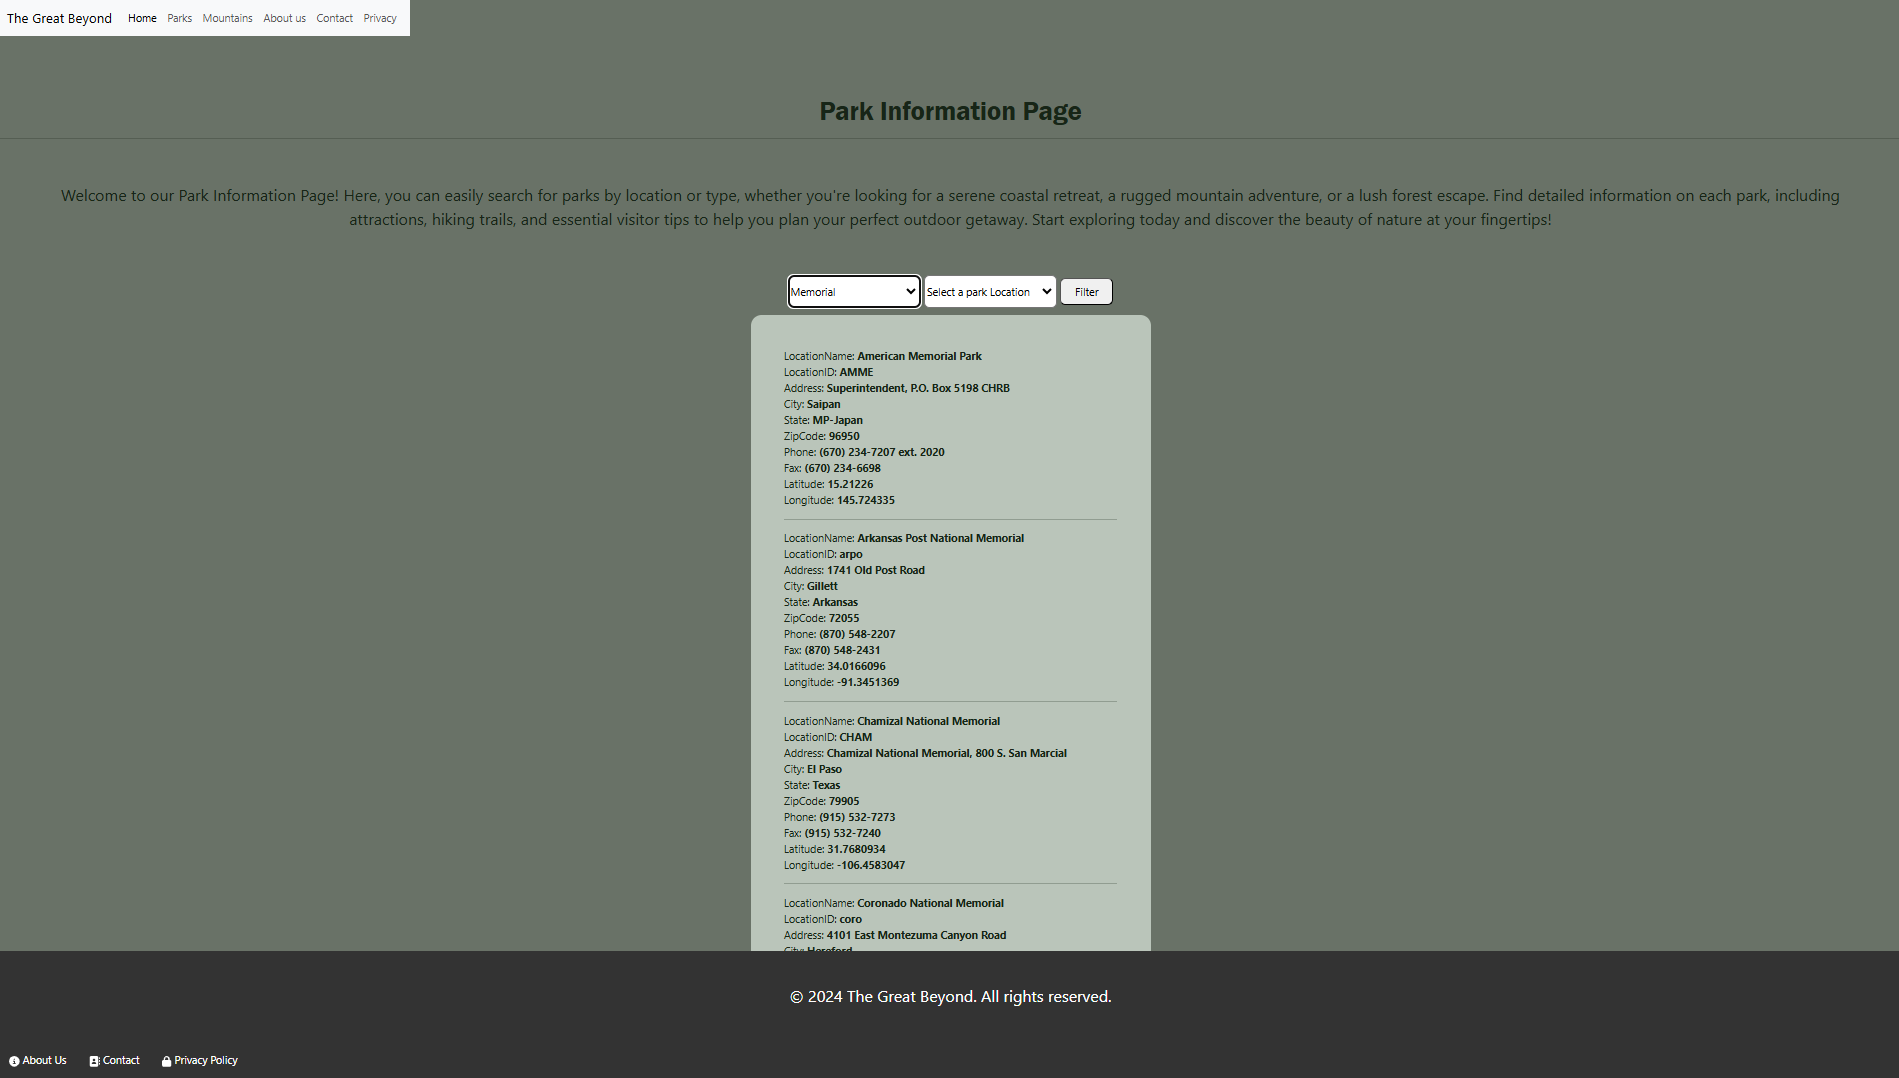 The Great Beyond Home Parks Mountains About us Contact Privacy
Park Information Page
Welcome to our Park Information Page! Here, you can easily search for parks by location or type, whether you're looking for a serene coastal retreat, a rugged mountain adventure, or a lush forest escape. Find detailed information on each park, including
attractions, hiking trails, and essential visitor tips to help you plan your perfect outdoor getaway. Start exploring today and discover the beauty of nature at your fingertips!
Memorial Select a park Location Filter
LocationName: American Memorial Park
LocationID: AMME
Address: Superintendent, P.O. Box 5198 CHRB
City: Saipan
State: MP-Japan
ZipCode: 96950
Phone: (670) 234-7207 ext. 2020
Fax: (670) 234-6698
Latitude: 15.21226
Longitude: 145.724335
LocationName: Arkansas Post National Memorial
LocationID: arpo
Address: 1741 Old Post Road
City: Gillett
State: Arkansas
ZipCode: 72055
Phone: (870) 548-2207
Fax: (870) 548-2431
Latitude: 34.0166096
Longitude: -91.3451369
LocationName: Chamizal National Memorial
LocationID: CHAM
Address: Chamizal National Memorial, 800 S. San Marcial
City: El Paso
State: Texas
ZipCode: 79905
Phone: (915) 532-7273
Fax: (915) 532-7240
Latitude: 31.7680934
Longitude: -106.4583047
LocationName: Coronado National Memorial
LocationID: coro
Address: 4101 East Montezuma Canyon Road
City: Hereford
© 2024 The Great Beyond. All rights reserved.
About Us Contact Privacy Policy